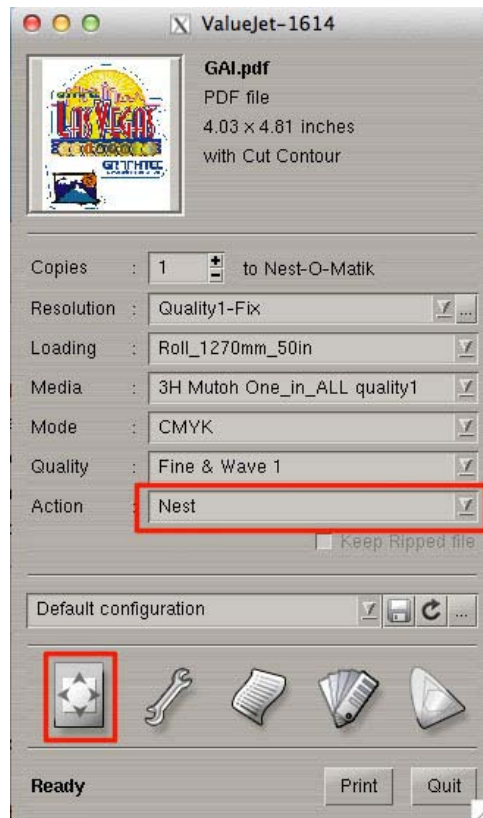 X ValueJet-1614
GAI.pdf
PDF file
4.03 × 4.81 inches
with Cut Contour
LAS VEGAS
GRAPHTEC
Copies : 1 to Nest-O-Matik
Resolution : Quality1-Fix ...
Loading : Roll_1270mm_50in
Media : 3H Mutoh One_in_ALL quality1
Mode : CMYK
Quality : Fine & Wave 1
Action : Nest
Keep Ripped file
Default configuration ...
Ready Print Quit